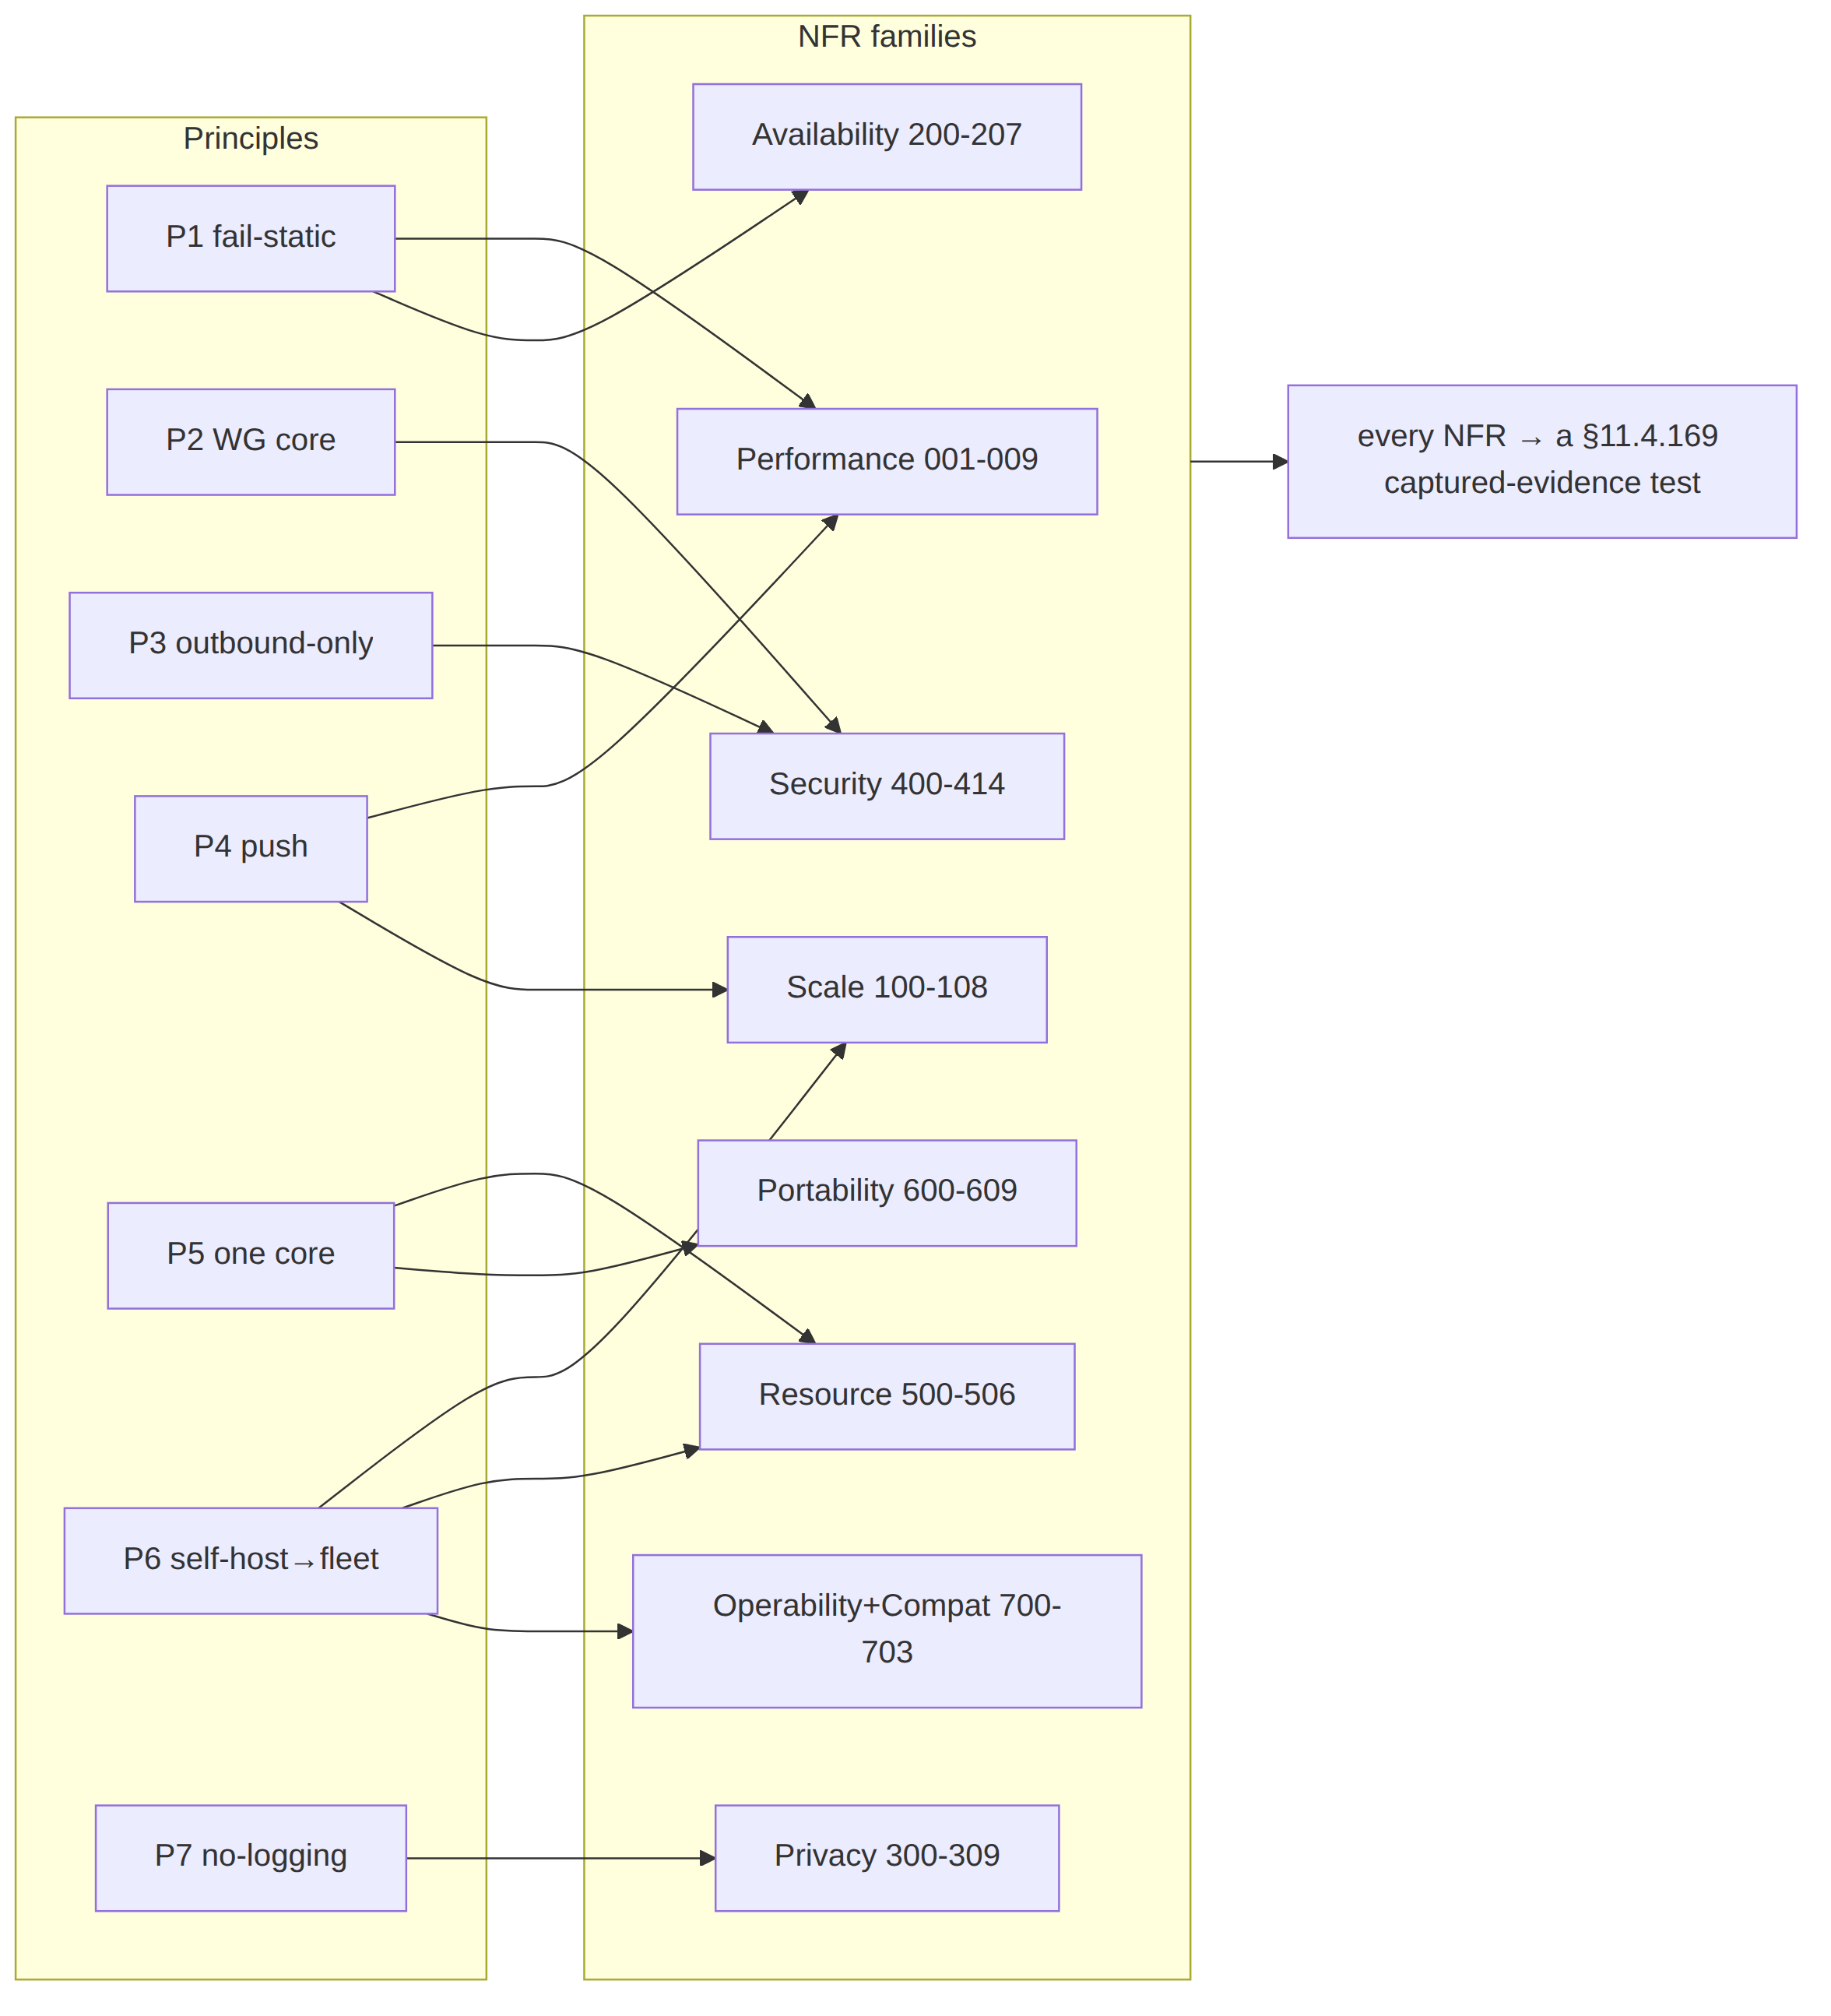 Principles
P1 fail-static
P2 WG core
P3 outbound-only
P4 push
P5 one core
P6 self-host→fleet
P7 no-logging
NFR families
Availability 200-207
Performance 001-009
Security 400-414
Scale 100-108
Portability 600-609
Resource 500-506
Operability+Compat 700-
703
Privacy 300-309
every NFR → a §11.4.169
captured-evidence test